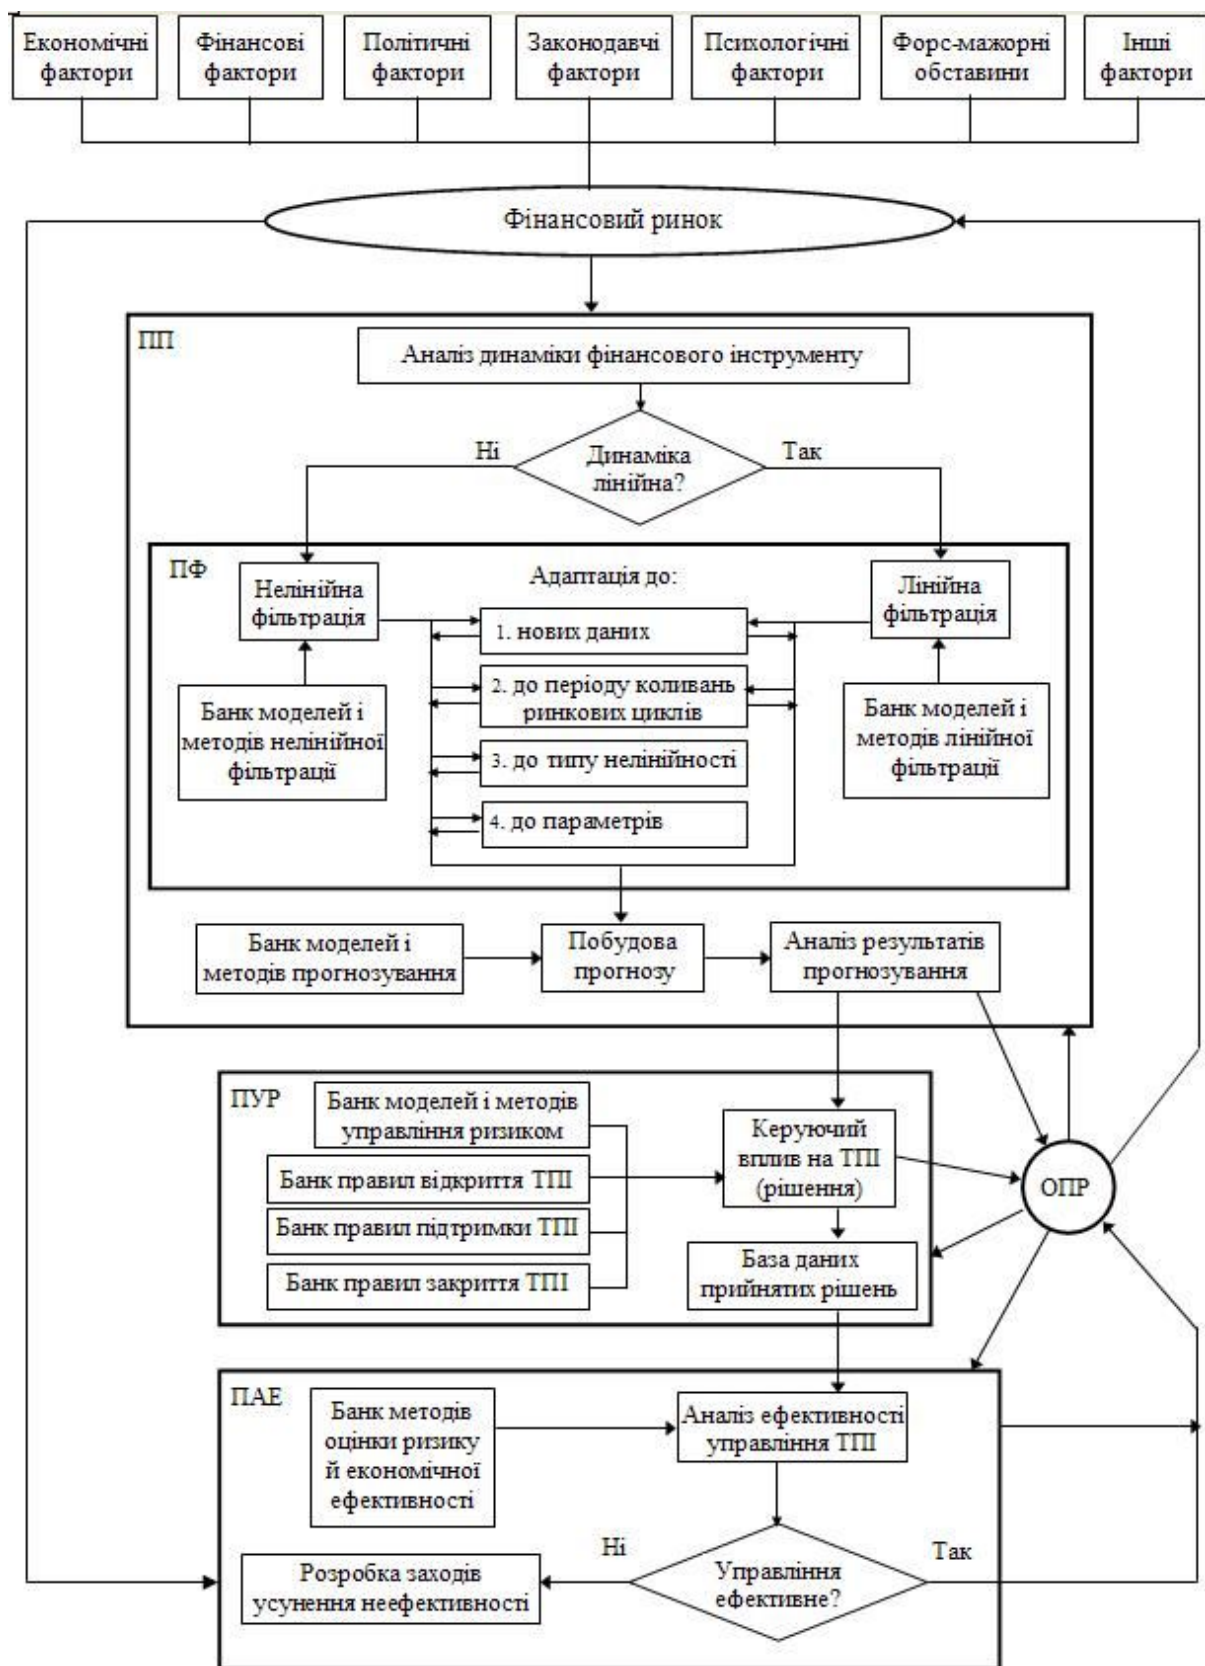 Економічні
фактори
Фінансові
фактори
Політичні
фактори
Законодавчі
фактори
Психологічні
фактори
Форс-мажорні
обставини
Інші
фактори
Фінансовий ринок
ПП
Аналіз динаміки фінансового інструменту
Ні
Динаміка
лінійна?
Так
ПФ
Нелінійна
фільтрація
Адаптація до:
Лінійна
фільтрація
1. нових даних
2. до періоду коливань
ринкових циклів
3. до типу нелінійності
4. до параметрів
Банк моделей і
методів нелінійної
фільтрації
Банк моделей і
методів лінійної
фільтрації
Банк моделей і
методів прогнозування
Побудова
прогнозу
Аналіз результатів
прогнозування
ПУР
Банк моделей і методів
управління ризиком
Банк правил відкриття ТПІ
Банк правил підтримки ТПІ
Банк правил закриття ТПІ
Керуючий
вплив на ТПІ
(рішення)
ОПР
База даних
прийнятих рішень
ПАЕ
Банк методів
оцінки ризику
й економічної
ефективності
Аналіз ефективності
управління ТПІ
Ні
Управління
ефективне?
Так
Розробка заходів
усунення неефективності